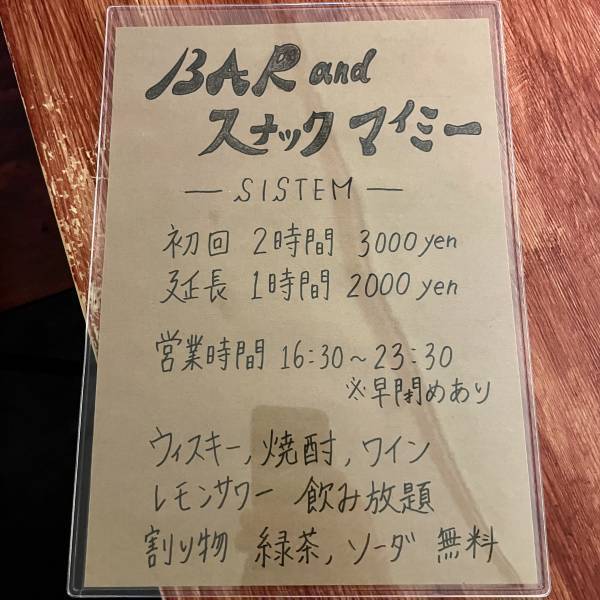 BAR and
スナック マイミー
— SISTEM —
初回 2時間 3000yen
延長 1時間 2000yen
営業時間 16:30～23:30
※早閉めあり
ウィスキー, 焼酎, ワイン
レモンサワー 飲み放題
割り物 緑茶, ソーダ 無料